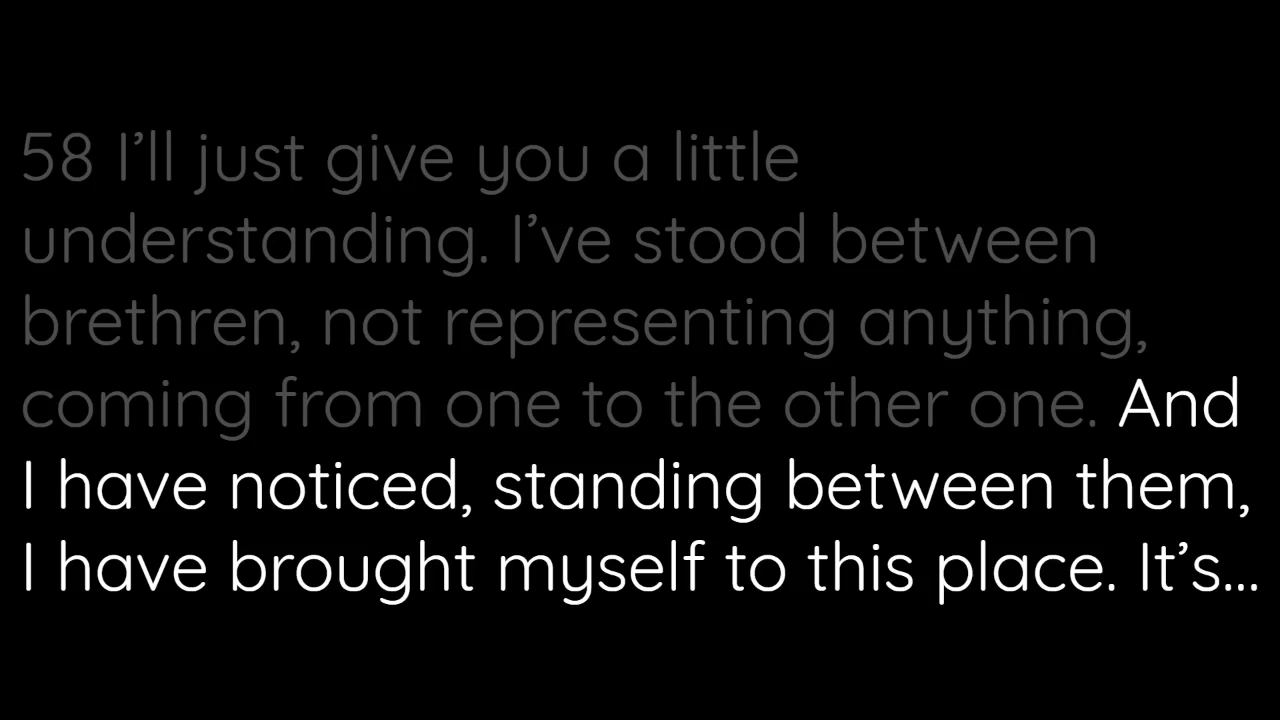 58 I’ll just give you a little
understanding. I’ve stood between
brethren, not representing anything,
coming from one to the other one. And
I have noticed, standing between them,
I have brought myself to this place. It’s...